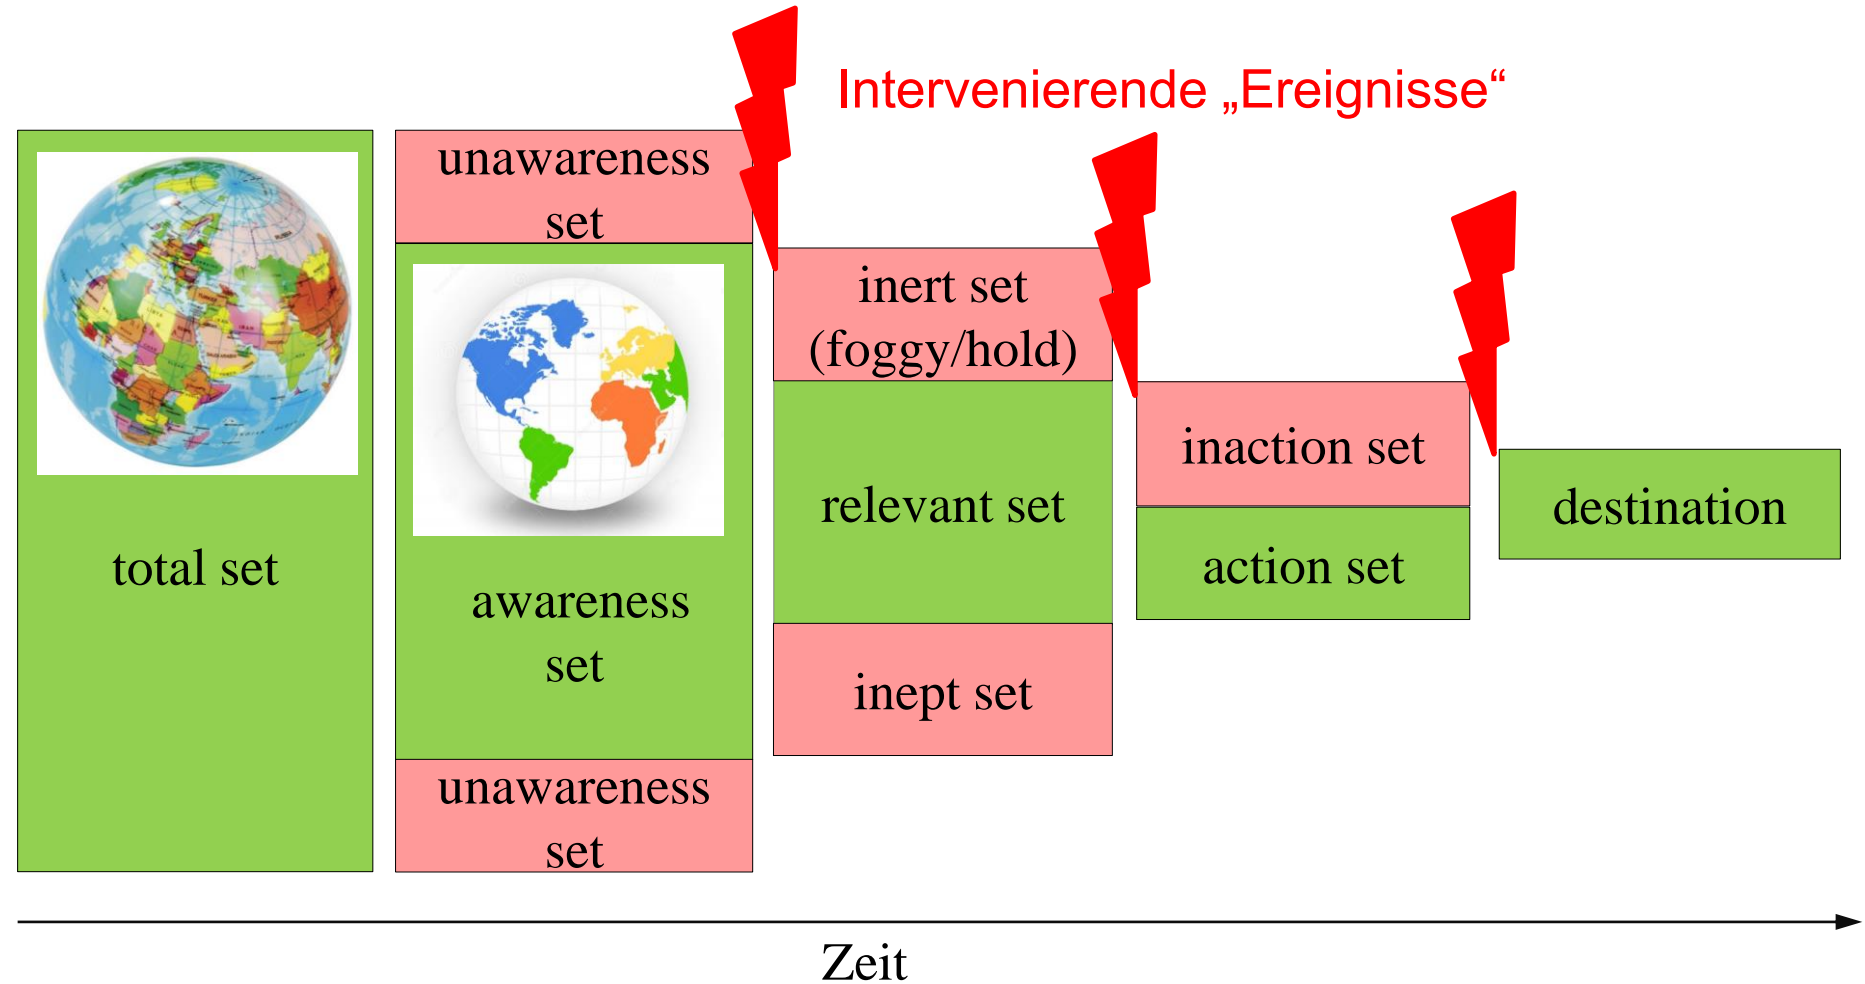 Intervenierende „Ereignisse“
total set
unawareness
set
awareness
set
unawareness
set
inert set
(foggy/hold)
relevant set
inept set
inaction set
action set
destination
Zeit